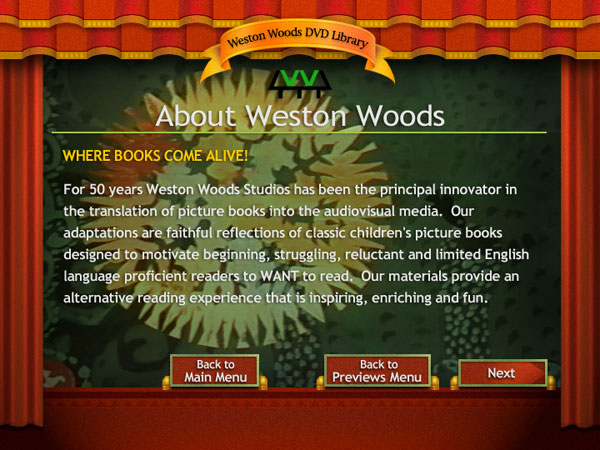 Weston Woods DVD Library
About Weston Woods
WHERE BOOKS COME ALIVE!
For 50 years Weston Woods Studios has been the principal innovator in
the translation of picture books into the audiovisual media.  Our
adaptations are faithful reflections of classic children's picture books
designed to motivate beginning, struggling, reluctant and limited English
language proficient readers to WANT to read.  Our materials provide an
alternative reading experience that is inspiring, enriching and fun.
Back to
Main Menu
Back to
Previews Menu
Next